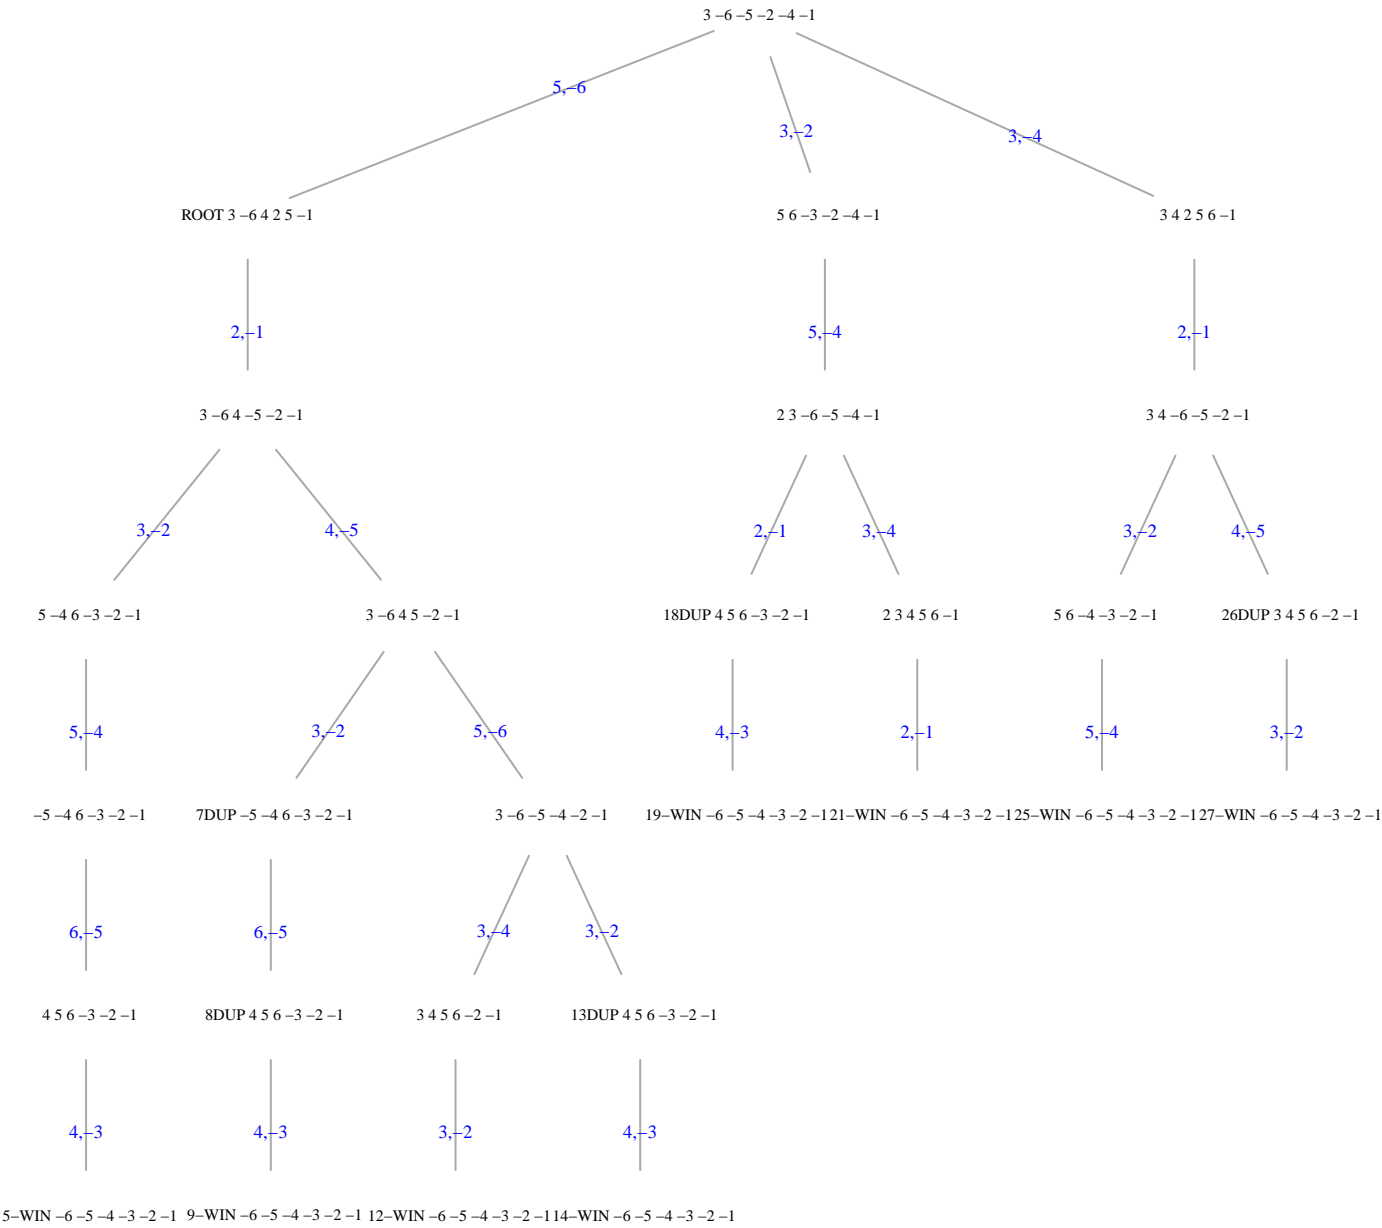 3 –6 –5 –2 –4 –1
5,–6
3,–2
3,–4
ROOT 3 –6 4 2 5 –1
5 6 –3 –2 –4 –1
3 4 2 5 6 –1
2,–1
5,–4
2,–1
3 –6 4 –5 –2 –1
2 3 –6 –5 –4 –1
3 4 –6 –5 –2 –1
3,–2
4,–5
2,–1
3,–4
3,–2
4,–5
5 –4 6 –3 –2 –1
3 –6 4 5 –2 –1
18DUP 4 5 6 –3 –2 –1
2 3 4 5 6 –1
5 6 –4 –3 –2 –1
26DUP 3 4 5 6 –2 –1
5,–4
3,–2
5,–6
4,–3
2,–1
5,–4
3,–2
–5 –4 6 –3 –2 –1
7DUP –5 –4 6 –3 –2 –1
3 –6 –5 –4 –2 –1
19–WIN –6 –5 –4 –3 –2 –1
21–WIN –6 –5 –4 –3 –2 –1
25–WIN –6 –5 –4 –3 –2 –1
27–WIN –6 –5 –4 –3 –2 –1
6,–5
6,–5
3,–4
3,–2
4 5 6 –3 –2 –1
8DUP 4 5 6 –3 –2 –1
3 4 5 6 –2 –1
13DUP 4 5 6 –3 –2 –1
4,–3
4,–3
3,–2
4,–3
5–WIN –6 –5 –4 –3 –2 –1
9–WIN –6 –5 –4 –3 –2 –1
12–WIN –6 –5 –4 –3 –2 –1
14–WIN –6 –5 –4 –3 –2 –1